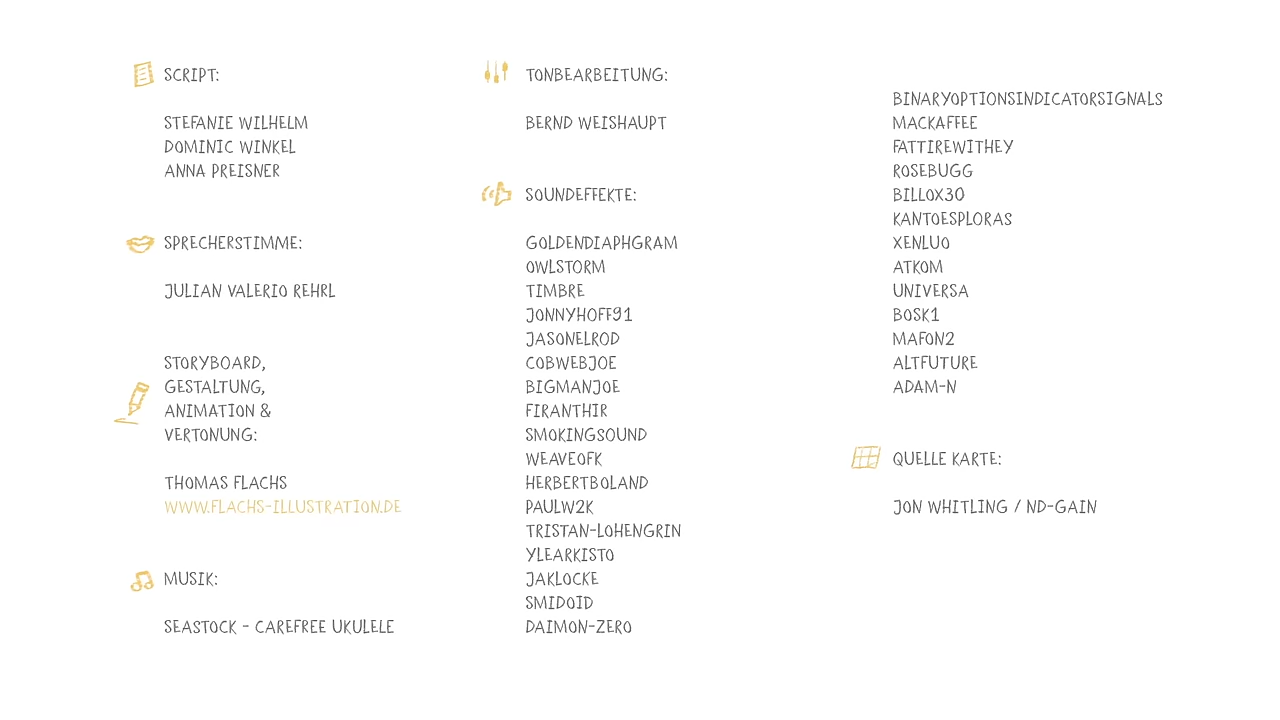 SCRIPT:
STEFANIE WILHELM
DOMINIC WINKEL
ANNA PREISNER
SPRECHERSTIMME:
JULIAN VALERIO REHRL
STORYBOARD,
GESTALTUNG,
ANIMATION &
VERTONUNG:
THOMAS FLACHS
WWW.FLACHS-ILLUSTRATION.DE
MUSIK:
SEASTOCK - CAREFREE UKULELE
TONBEARBEITUNG:
BERND WEISHAUPT
SOUNDEFFEKTE:
GOLDENDIAPHGRAM
OWLSTORM
TIMBRE
JONNYHOFF91
JASONELROD
COBWEBJOE
BIGMANJOE
FIRANTHIR
SMOKINGSOUND
WEAVEOFK
HERBERTBOLAND
PAULW2K
TRISTAN-LOHENGRIN
YLEARKISTO
JAKLOCKE
SMIDOID
DAIMON-ZERO
BINARYOPTIONSINDICATORSIGNALS
MACKAFFEE
FATTIREWITHEY
ROSEBUGG
BILLOX30
KANTOESPLORAS
XENLUO
ATKOM
UNIVERSA
BOSK1
MAFON2
ALTFUTURE
ADAM-N
QUELLE KARTE:
JON WHITLING / ND-GAIN